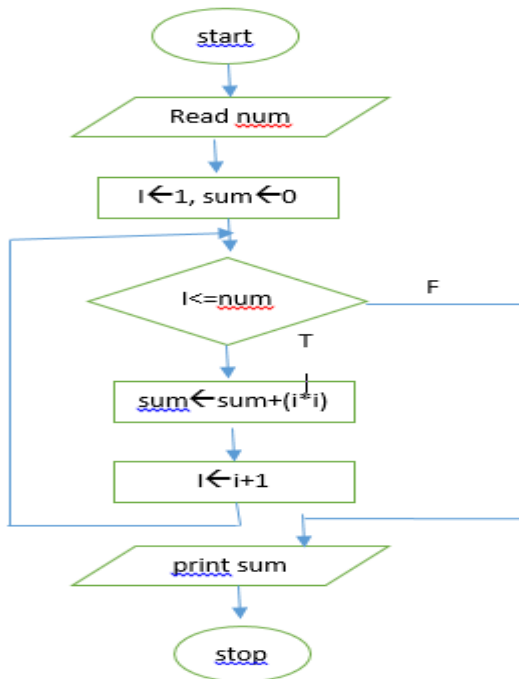 start
Read num
I←1, sum←0
I<=num
F
T
sum←sum+(i*i)
I←i+1
print sum
stop